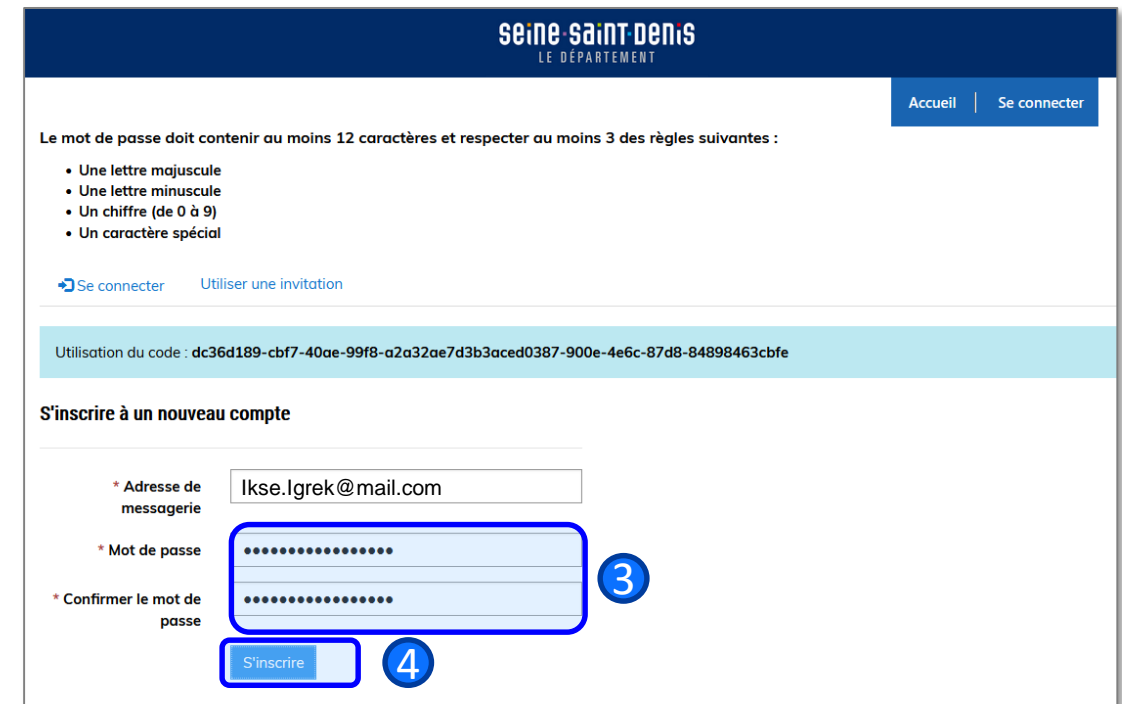 seine-saint-denis
LE DÉPARTEMENT
Accueil | Se connecter
Le mot de passe doit contenir au moins 12 caractères et respecter au moins 3 des règles suivantes :
• Une lettre majuscule
• Une lettre minuscule
• Un chiffre (de 0 à 9)
• Un caractère spécial
Se connecter Utiliser une invitation
Utilisation du code : dc36d189-cbf7-40ae-99f8-a2a32ae7d3b3aced0387-900e-4e6c-87d8-84898463cbfe
S'inscrire à un nouveau compte
* Adresse de
messagerie
Ikse.Igrek@mail.com
* Mot de passe
•••••••••••••••••
* Confirmer le mot de
passe
•••••••••••••••••
3
S'inscrire
4